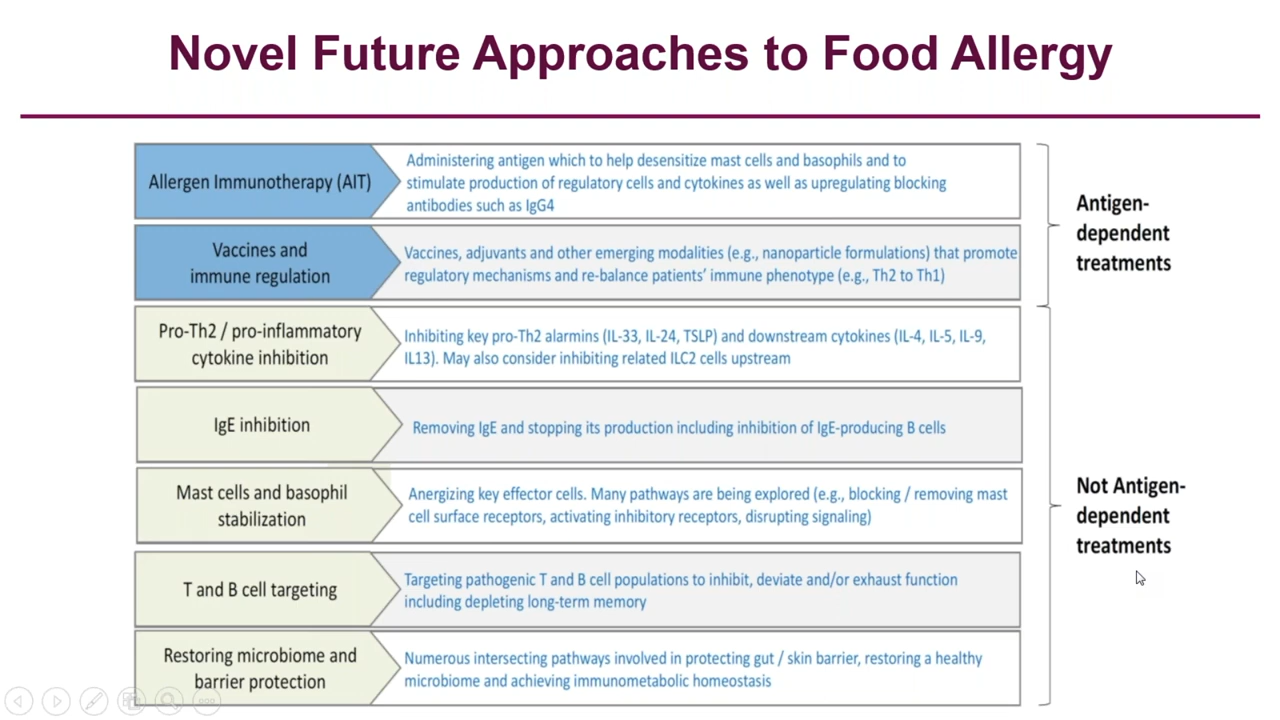 Novel Future Approaches to Food Allergy
Allergen Immunotherapy (AIT)
Administering antigen which to help desensitize mast cells and basophils and to
stimulate production of regulatory cells and cytokines as well as upregulating blocking
antibodies such as IgG4
Vaccines and
immune regulation
Vaccines, adjuvants and other emerging modalities (e.g., nanoparticle formulations) that promote
regulatory mechanisms and re-balance patients' immune phenotype (e.g., Th2 to Th1)
Antigen-
dependent
treatments
Pro-Th2 / pro-inflammatory
cytokine inhibition
Inhibiting key pro-Th2 alarmins (IL-33, IL-24, TSLP) and downstream cytokines (IL-4, IL-5, IL-9,
IL13). May also consider inhibiting related ILC2 cells upstream
IgE inhibition
Removing IgE and stopping its production including inhibition of IgE-producing B cells
Mast cells and basophil
stabilization
Anergizing key effector cells. Many pathways are being explored (e.g., blocking / removing mast
cell surface receptors, activating inhibitory receptors, disrupting signaling)
T and B cell targeting
Targeting pathogenic T and B cell populations to inhibit, deviate and/or exhaust function
including depleting long-term memory
Restoring microbiome and
barrier protection
Numerous intersecting pathways involved in protecting gut / skin barrier, restoring a healthy
microbiome and achieving immunometabolic homeostasis
Not Antigen-
dependent
treatments